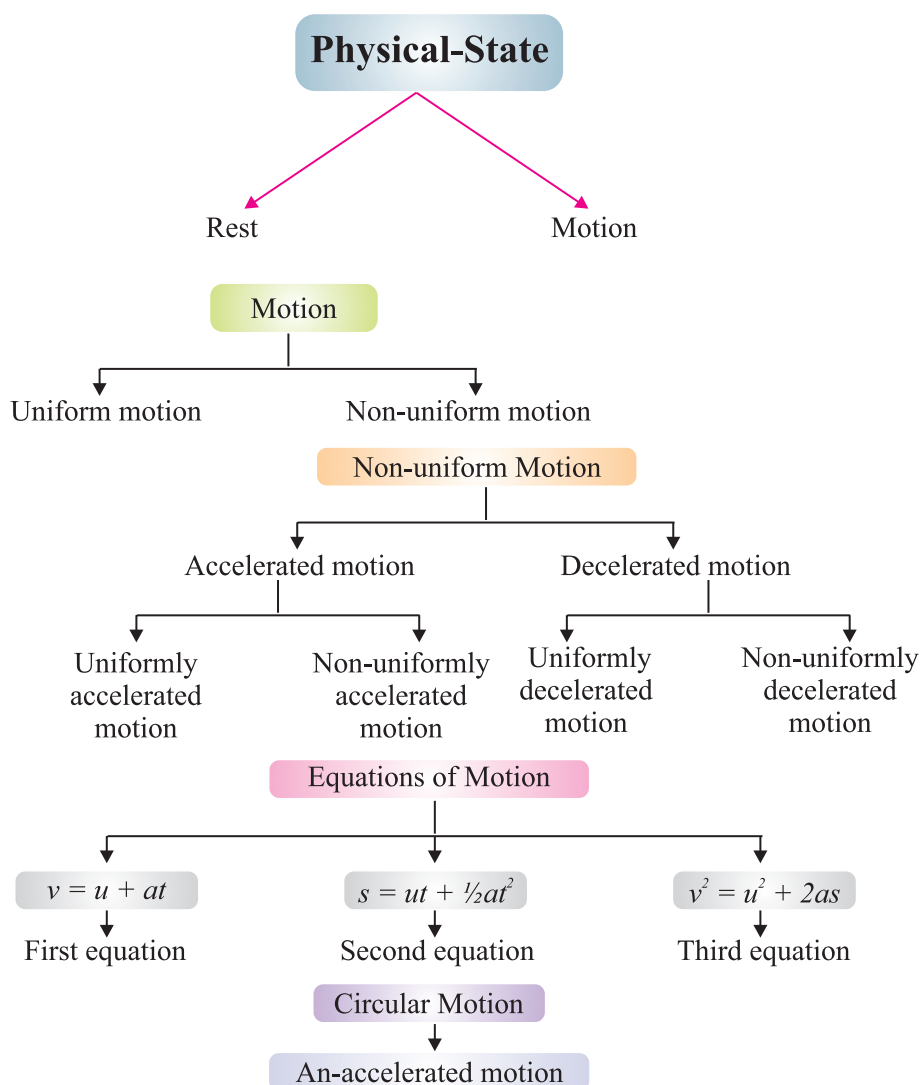 Physical-State
Rest Motion
Motion
Uniform motion Non-uniform motion
Non-uniform Motion
Accelerated motion Decelerated motion
Uniformly accelerated motion Non-uniformly accelerated motion Uniformly decelerated motion Non-uniformly decelerated motion
Equations of Motion
v = u + at s = ut + ½at² v² = u² + 2as
First equation Second equation Third equation
Circular Motion
An-accelerated motion